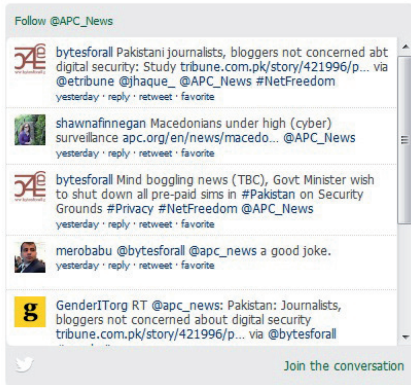 Follow @APC_News
bytesforall Pakistani journalists, bloggers not concerned abt
digital security: Study tribune.com.pk/story/421996/p... via
@etribune @jhaque_ @APC_News #NetFreedom
yesterday · reply · retweet · favorite
shawnafinnegan Macedonians under high (cyber)
surveillance apc.org/en/news/macedo... @APC_News
yesterday · reply · retweet · favorite
bytesforall Mind boggling news (TBC), Govt Minister wish
to shut down all pre-paid sims in #Pakistan on Security
Grounds #Privacy #NetFreedom @APC_News
yesterday · reply · retweet · favorite
merobabu @bytesforall @apc_news a good joke.
yesterday · reply · retweet · favorite
g
GenderITorg RT @apc_news: Pakistan: Journalists,
bloggers not concerned about digital security
tribune.com.pk/story/421996/p... via @bytesforall
Join the conversation